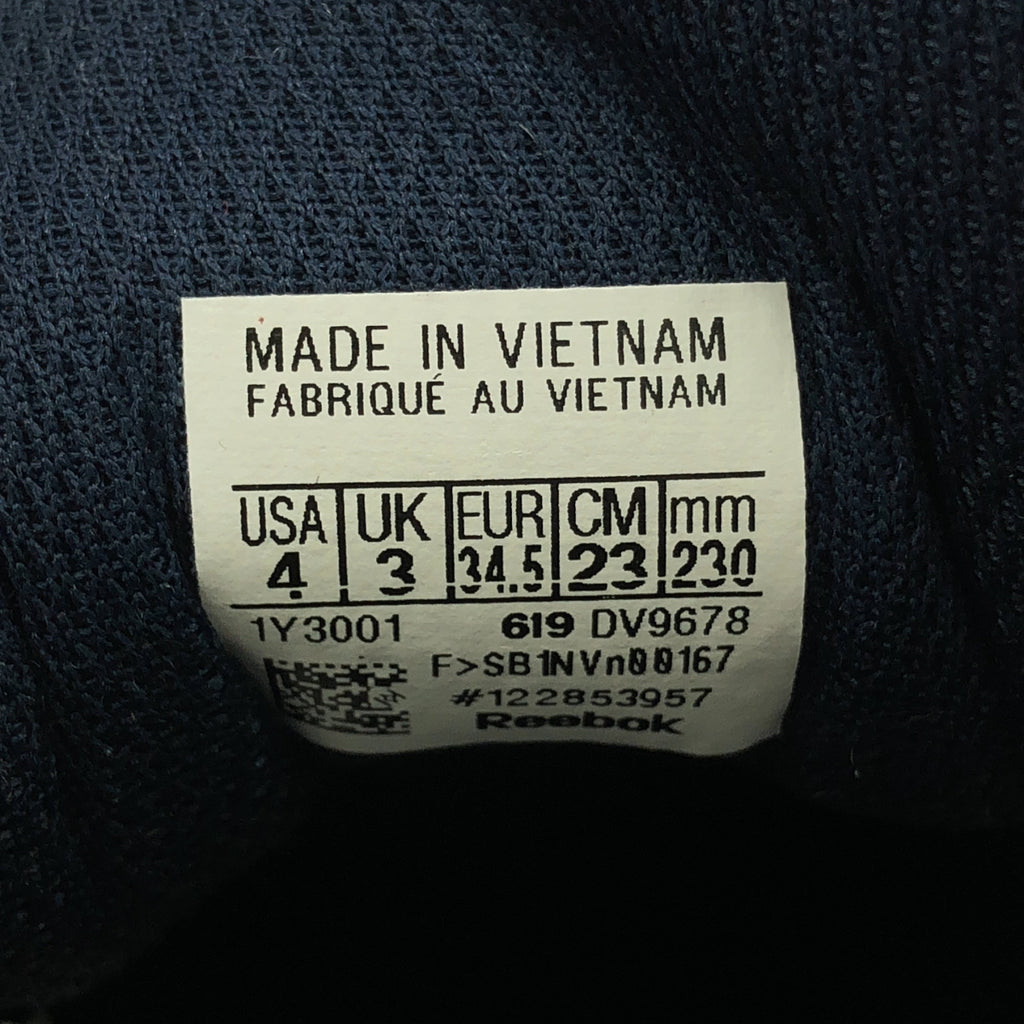 MADE IN VIETNAM
FABRIQUÉ AU VIETNAM
USA UK EUR CM mm
4 3 34.5 23 230
1Y3001 619 DV9678
F>SB1NVn00167
#122853957
Reebok